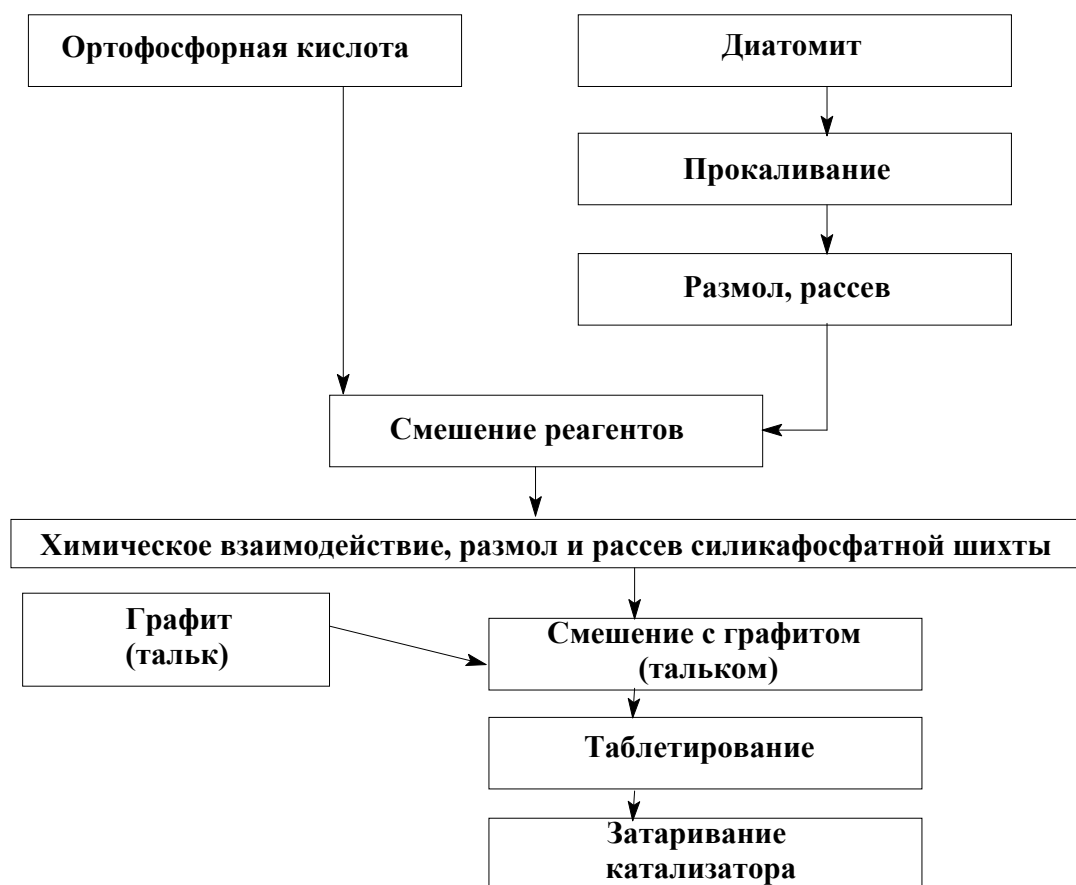 Ортофосфорная кислота
Диатомит
Прокаливание
Размол, рассев
Смешение реагентов
Химическое взаимодействие, размол и рассев силикафосфатной шихты
Графит
(тальк)
Смешение с графитом
(тальком)
Таблетирование
Затаривание
катализатора